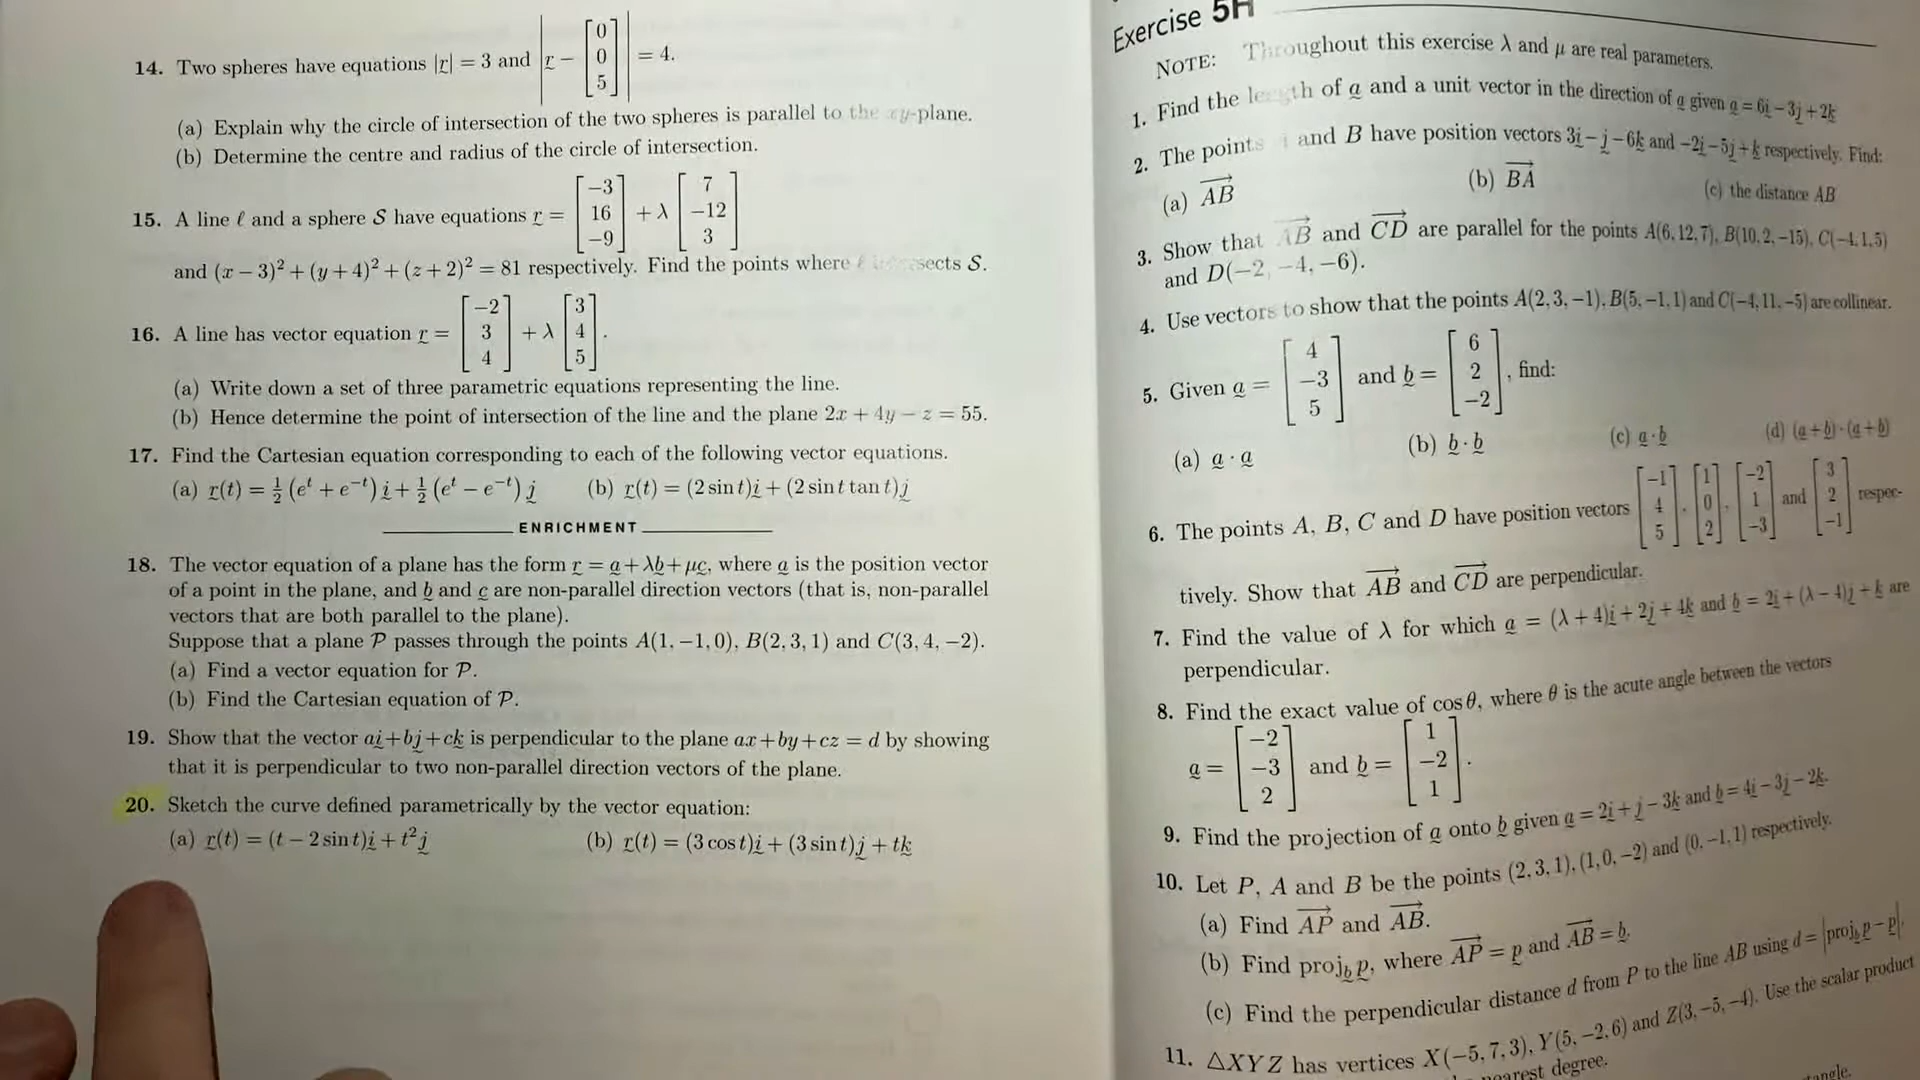 14. Two spheres have equations |r| = 3 and | r − [0 0 5] | = 4.
(a) Explain why the circle of intersection of the two spheres is parallel to the xy-plane.
(b) Determine the centre and radius of the circle of intersection.
15. A line ℓ and a sphere S have equations r = [−3 16 −9] + λ [7 −12 3]
and (x − 3)² + (y + 4)² + (z + 2)² = 81 respectively. Find the points where ℓ intersects S.
16. A line has vector equation r = [−2 3 4] + λ [3 4 5].
(a) Write down a set of three parametric equations representing the line.
(b) Hence determine the point of intersection of the line and the plane 2x + 4y − z = 55.
17. Find the Cartesian equation corresponding to each of the following vector equations.
(a) r(t) = ½ (eᵗ + e⁻ᵗ) i + ½ (eᵗ − e⁻ᵗ) j (b) r(t) = (2 sin t)i + (2 sin t tan t)j
ENRICHMENT
18. The vector equation of a plane has the form r = a + λb + μc, where a is the position vector
of a point in the plane, and b and c are non-parallel direction vectors (that is, non-parallel
vectors that are both parallel to the plane).
Suppose that a plane P passes through the points A(1, −1, 0), B(2, 3, 1) and C(3, 4, −2).
(a) Find a vector equation for P.
(b) Find the Cartesian equation of P.
19. Show that the vector ai + bj + ck is perpendicular to the plane ax + by + cz = d by showing
that it is perpendicular to two non-parallel direction vectors of the plane.
20. Sketch the curve defined parametrically by the vector equation:
(a) r(t) = (t − 2 sin t)i + t² j (b) r(t) = (3 cos t)i + (3 sin t)j + tk
Exercise 5H
NOTE: Throughout this exercise λ and μ are real parameters.
1. Find the length of a and a unit vector in the direction of a given a = 6i − 3j + 2k
2. The points and B have position vectors 3i − j − 6k and −2i − 5j + k respectively. Find:
(a) AB (b) BA (c) the distance AB
3. Show that AB and CD are parallel for the points A(6, 12, 7), B(10, 2, −15), C(−4, 1, 5)
and D(−2, −4, −6).
4. Use vectors to show that the points A(2, 3, −1), B(5, −1, 1) and C(−4, 11, −5) are collinear.
5. Given a = [4 −3 5] and b = [6 2 −2], find:
(a) a · a (b) b · b (c) a · b (d) (a + b) · (a + b)
6. The points A, B, C and D have position vectors [−1 4 5], [1 0 2], [−2 1 −3] and [3 2 −1] respec-
tively. Show that AB and CD are perpendicular.
7. Find the value of λ for which a = (λ + 4)i + 2j + 4k and b = 2i + (λ − 4)j + k are
perpendicular.
8. Find the exact value of cos θ, where θ is the acute angle between the vectors
a = [−2 −3 2] and b = [1 −2 1].
9. Find the projection of a onto b given a = 2i + j − 3k and b = 4i − 3j − 2k.
10. Let P, A and B be the points (2, 3, 1), (1, 0, −2) and (0, −1, 1) respectively.
(a) Find AP and AB.
(b) Find proj_b p, where AP = p and AB = b.
(c) Find the perpendicular distance d from P to the line AB using d = |proj_b p − p|.
11. △XYZ has vertices X(−5, 7, 3), Y(5, −2, 6) and Z(3, −5, −4). Use the scalar product
nearest degree.